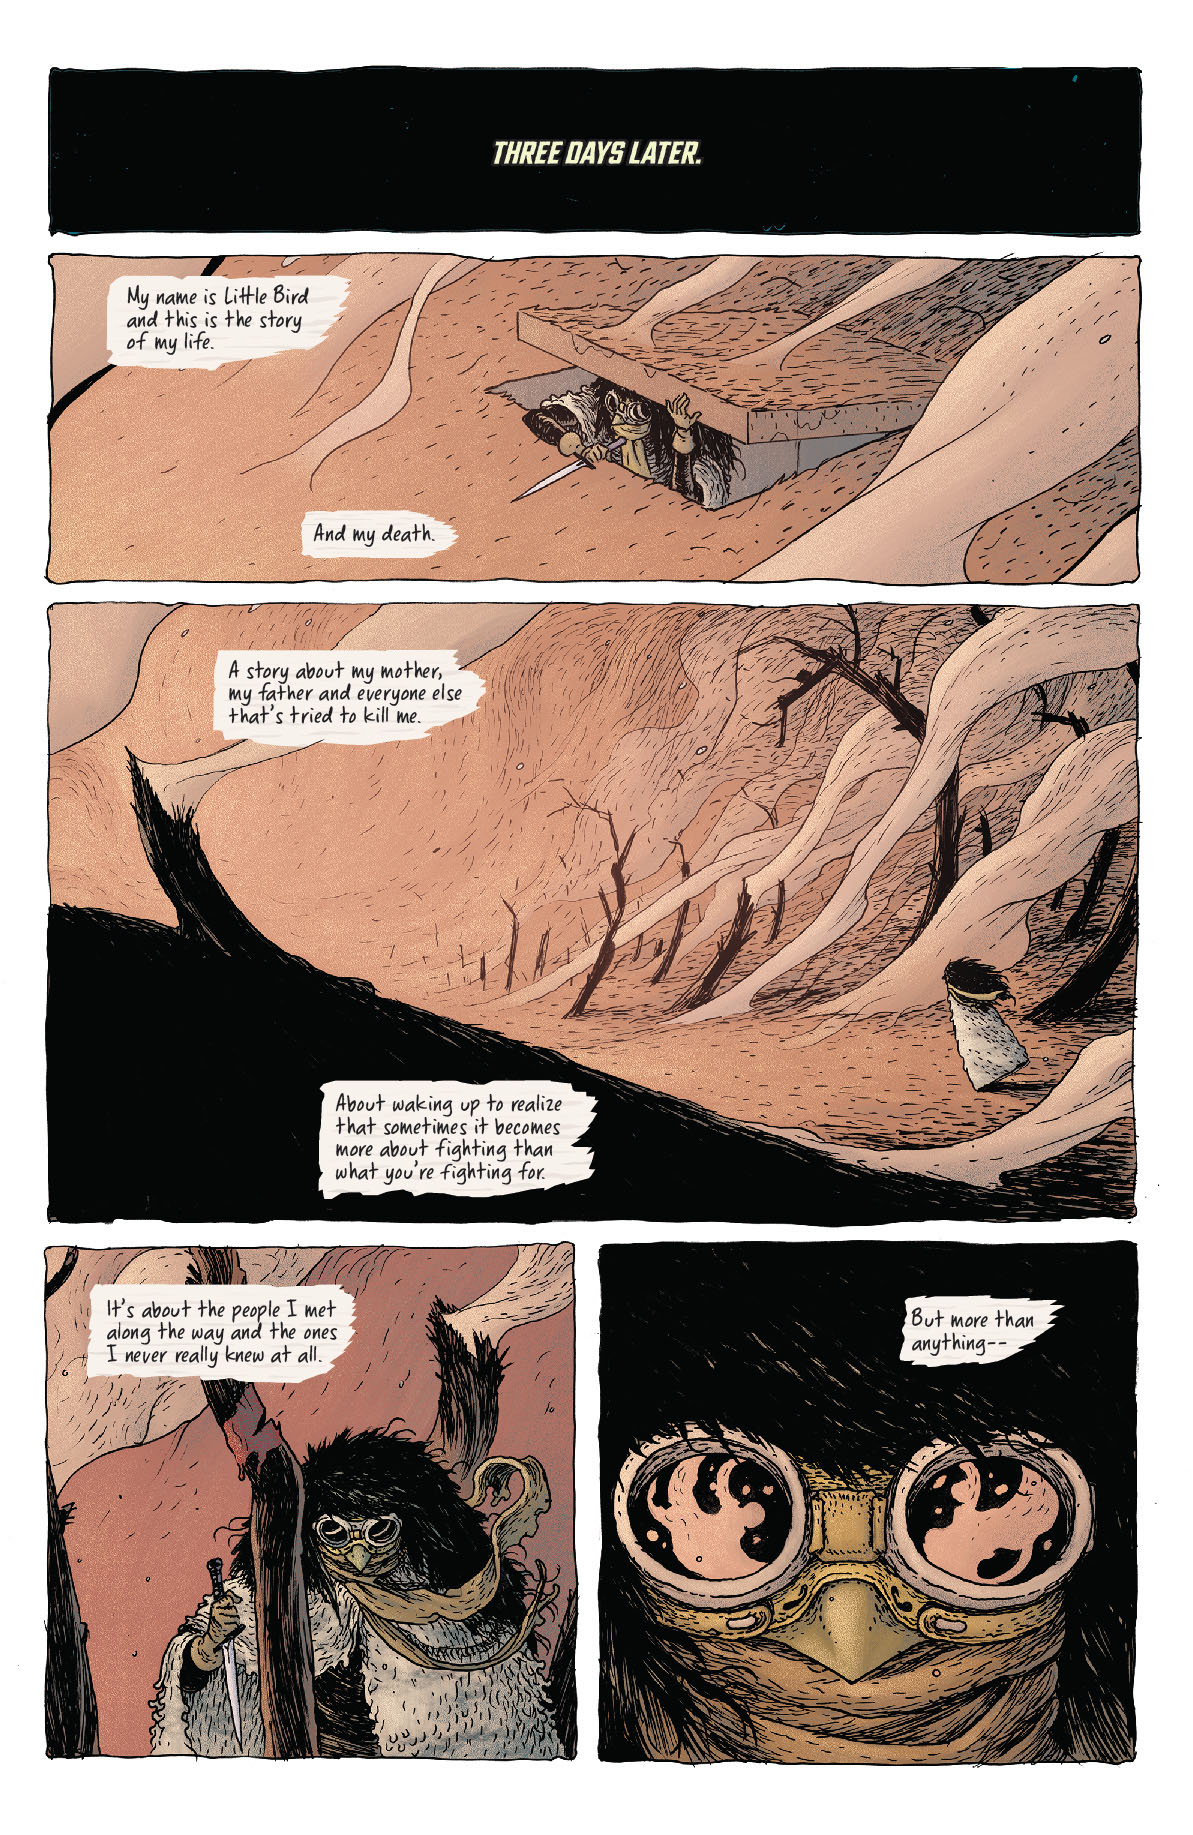 THREE DAYS LATER.
My name is Little Bird
and this is the story
of my life.
And my death.
A story about my mother,
my father and everyone else
that's tried to kill me.
About waking up to realize
that sometimes it becomes
more about fighting than
what you're fighting for.
It's about the people I met
along the way and the ones
I never really knew at all.
But more than
anything--